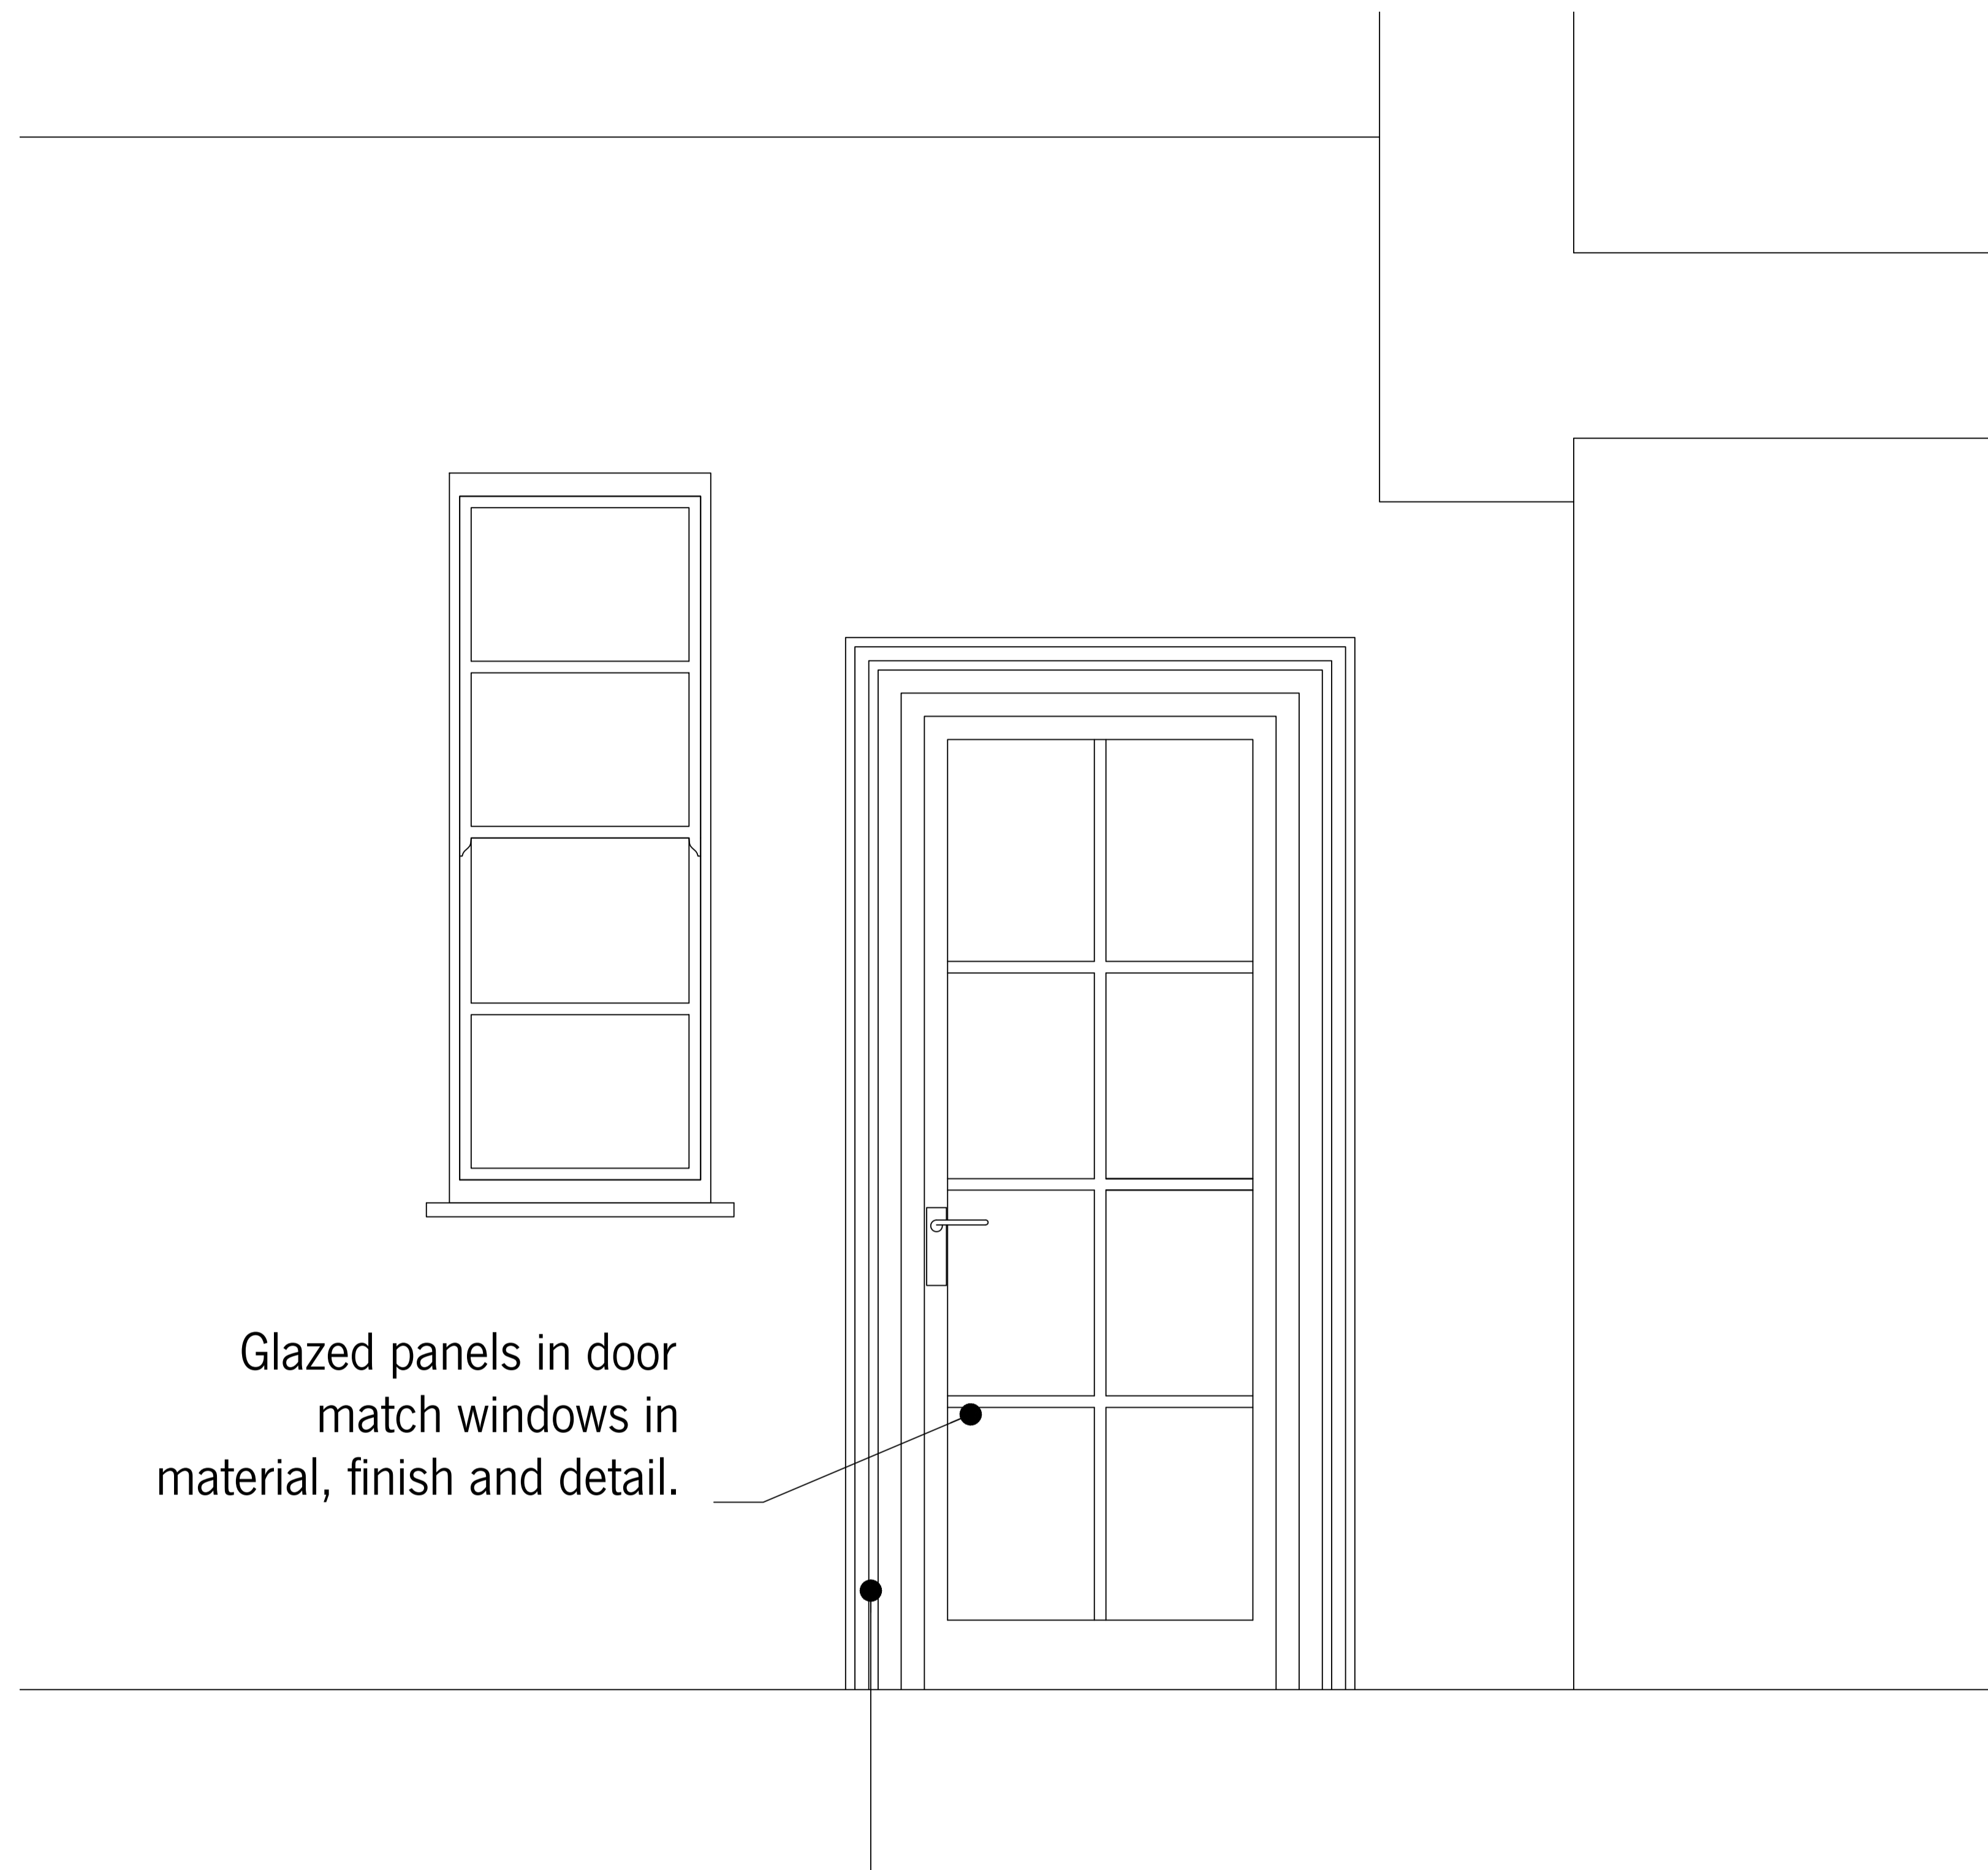 Glazed panels in door
match windows in
material, finish and detail.